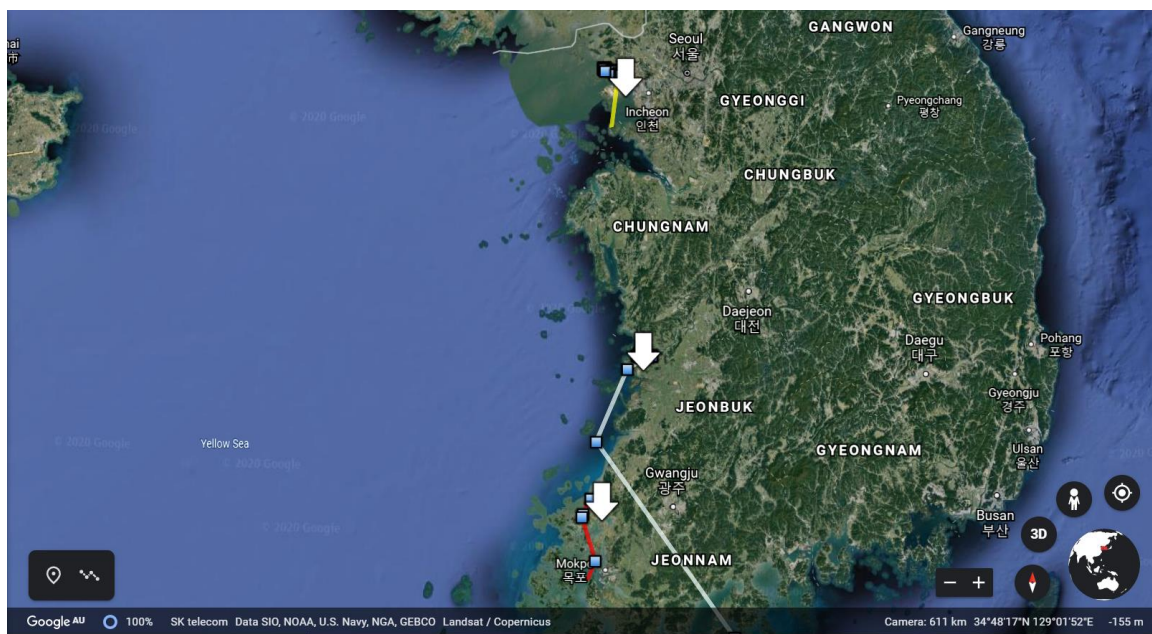 GANGWON
Gangneung
강릉
Seoul
서울
nai
市
© 2020 Google
GYEONGGI
Pyeongchang
평창
Incheon
인천
2020 Google
© 2020 Google
CHUNGBUK
CHUNGNAM
GYEONGBUK
Daejeon
대전
Daegu
대구
Pohang
포항
Gyeongju
경주
JEONBUK
© 2020 Google
Yellow Sea
GYEONGNAM
Ulsan
울산
© 2020 Google
Gwangju
광주
Busan
부산
© 2020 Google
3D
JEONNAM
Mokp
목포
Google AU 100% SK telecom Data SIO, NOAA, U.S. Navy, NGA, GEBCO Landsat / Copernicus Camera: 611 km 34°48'17"N 129°01'52"E -155 m